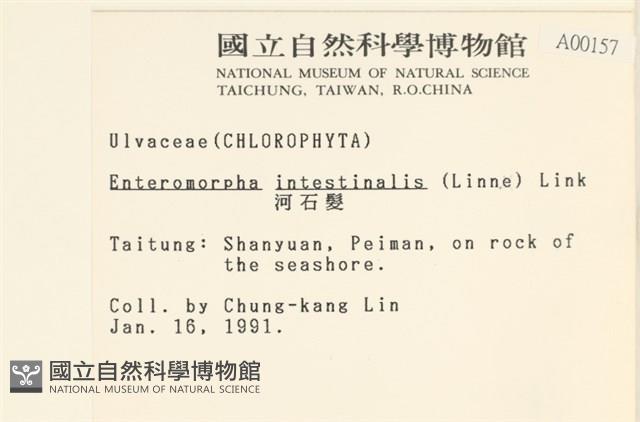 國立自然科學博物館
A00157
NATIONAL MUSEUM OF NATURAL SCIENCE
TAICHUNG, TAIWAN, R.O.CHINA
Ulvaceae(CHLOROPHYTA)
Enteromorpha intestinalis (Linne) Link
河石髮
Taitung: Shanyuan, Peiman, on rock of
the seashore.
Coll. by Chung-kang Lin
Jan. 16, 1991.
國立自然科學博物館
NATIONAL MUSEUM OF NATURAL SCIENCE